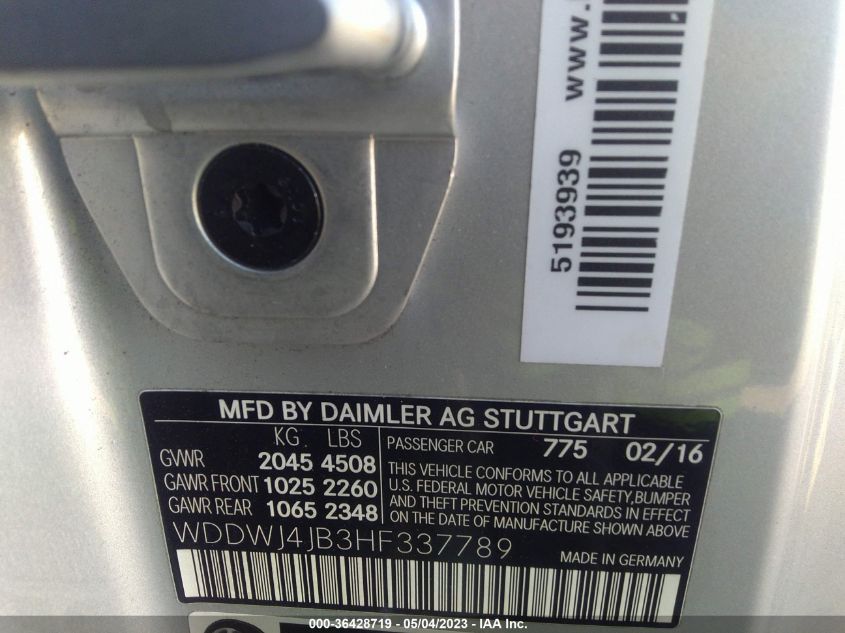 www.
5193939
MFD BY DAIMLER AG STUTTGART
KG. LBS
GVWR 2045 4508
GAWR FRONT 1025 2260
GAWR REAR 1065 2348
PASSENGER CAR 775 02/16
THIS VEHICLE CONFORMS TO ALL APPLICABLE
U.S. FEDERAL MOTOR VEHICLE SAFETY,BUMPER
AND THEFT PREVENTION STANDARDS IN EFFECT
ON THE DATE OF MANUFACTURE SHOWN ABOVE
WDDWJ4JB3HF337789
MADE IN GERMANY
000-36428719 - 05/04/2023 - IAA Inc.